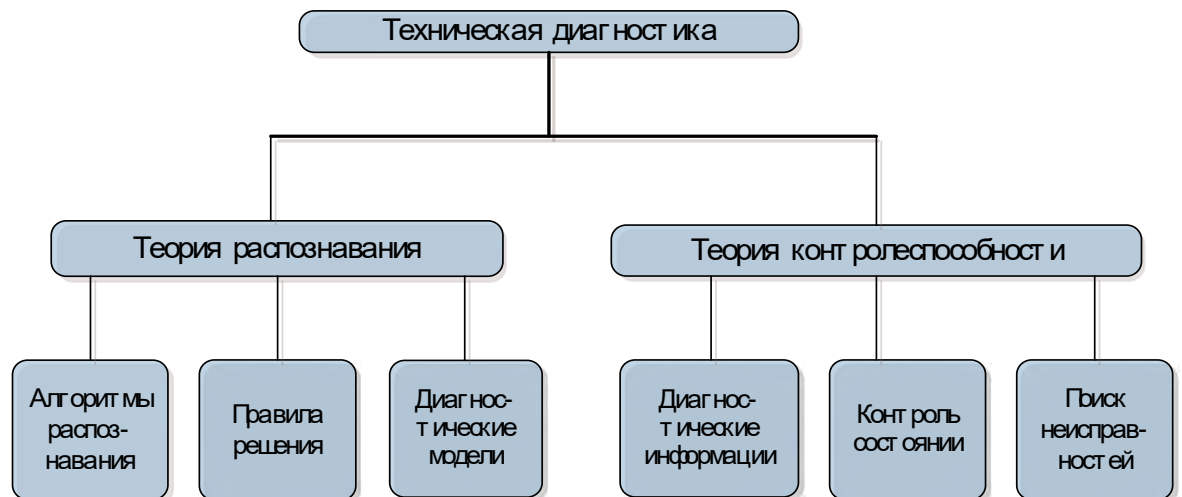 Техническая диагностика
Теория распознавания
Теория контролеспособности
Алгоритмы
распоз-
навания
Правила
решения
Диагнос-
тические
модели
Диагнос-
тические
информации
Контроль
состоянии
Поиск
неисправ-
ностей